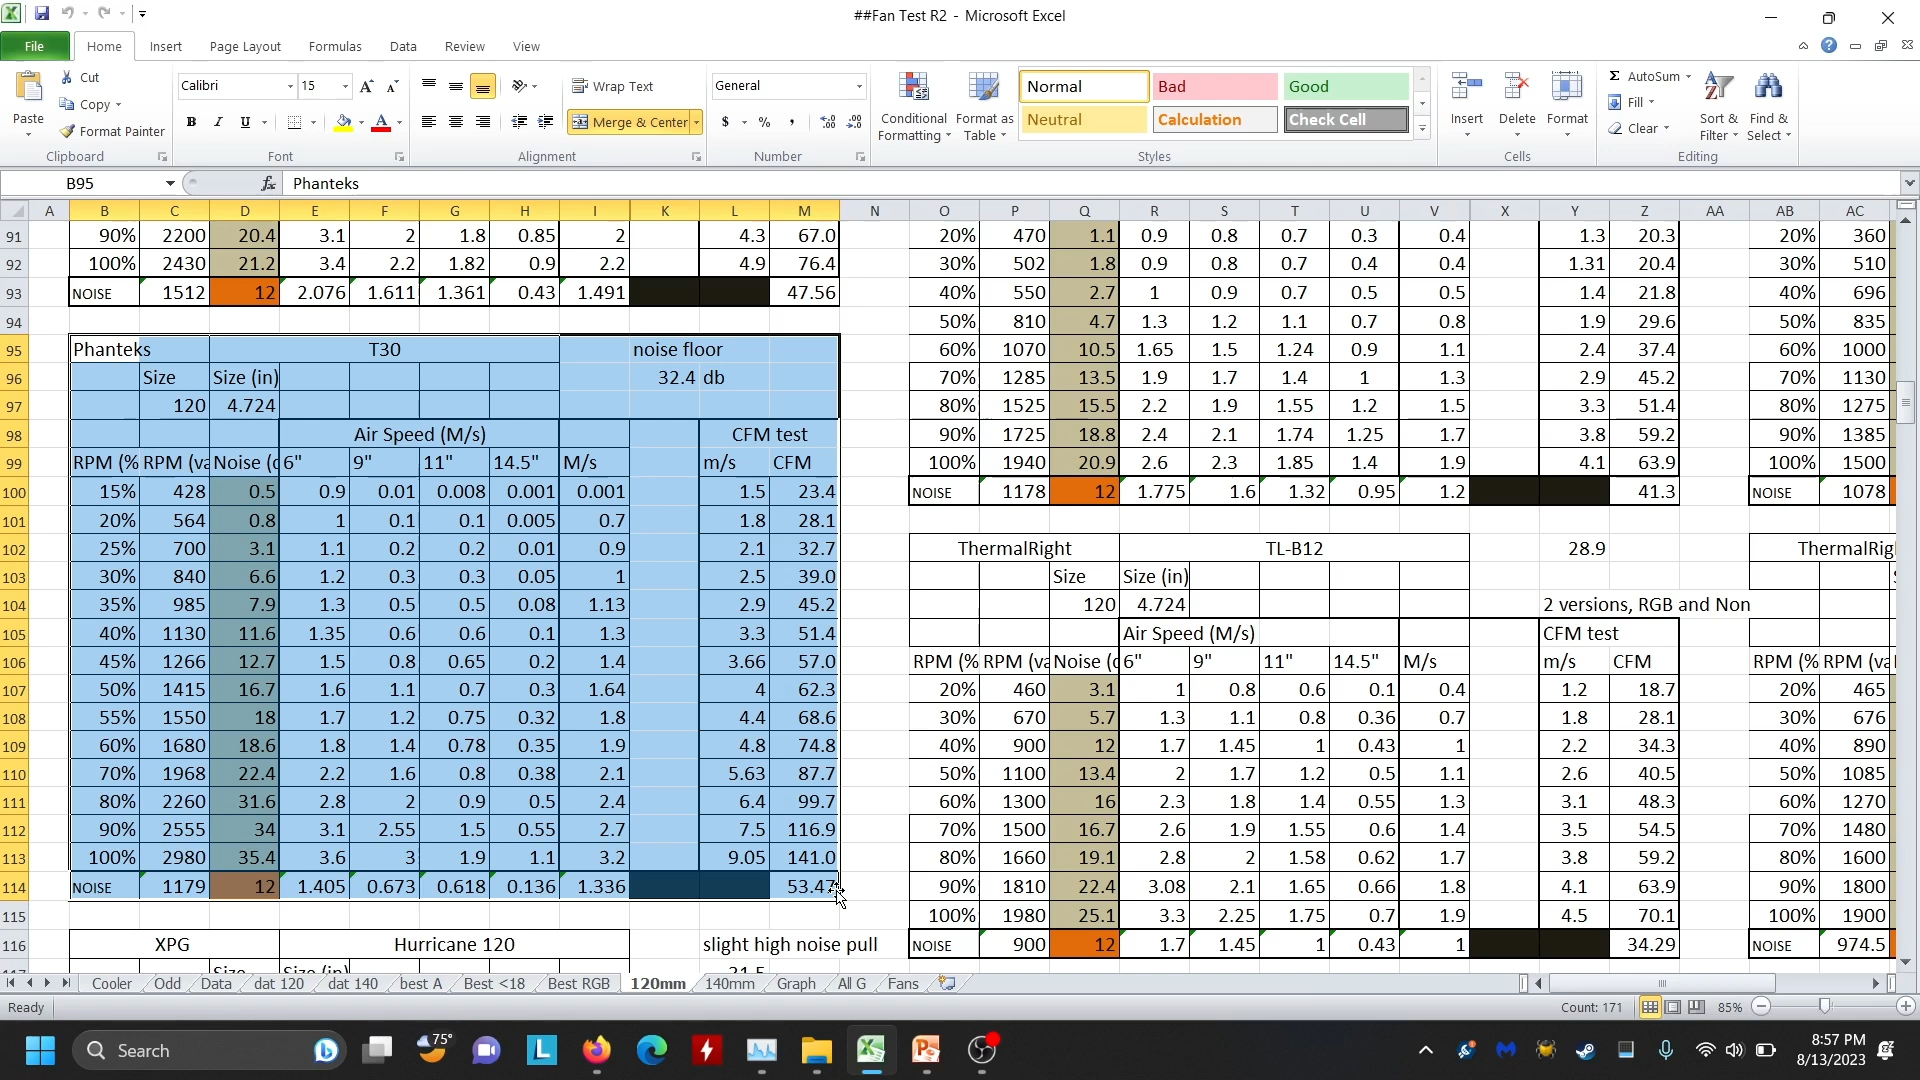 ##Fan Test R2 - Microsoft Excel
File Home Insert Page Layout Formulas Data Review View
Paste Cut Copy Format Painter Clipboard
Calibri 15 Font
Wrap Text Merge & Center Alignment
General $ % , Number
Conditional Formatting Format as Table
Normal Bad Good
Neutral Calculation Check Cell
Styles
Insert Delete Format Cells
AutoSum Fill Clear Sort & Filter Find & Select Editing
B95 fx Phanteks
A B C D E F G H I K L M N O P Q R S T U V X Y Z AA AB AC
91 90% 2200 20.4 3.1 2 1.8 0.85 2 4.3 67.0 20% 470 1.1 0.9 0.8 0.7 0.3 0.4 1.3 20.3 20% 360
92 100% 2430 21.2 3.4 2.2 1.82 0.9 2.2 4.9 76.4 30% 502 1.8 0.9 0.8 0.7 0.4 0.4 1.31 20.4 30% 510
93 NOISE 1512 12 2.076 1.611 1.361 0.43 1.491 47.56 40% 550 2.7 1 0.9 0.7 0.5 0.5 1.4 21.8 40% 696
94 50% 810 4.7 1.3 1.2 1.1 0.7 0.8 1.9 29.6 50% 835
95 Phanteks T30 noise floor 60% 1070 10.5 1.65 1.5 1.24 0.9 1.1 2.4 37.4 60% 1000
96 Size Size (in) 32.4 db 70% 1285 13.5 1.9 1.7 1.4 1 1.3 2.9 45.2 70% 1130
97 120 4.724 80% 1525 15.5 2.2 1.9 1.55 1.2 1.5 3.3 51.4 80% 1275
98 Air Speed (M/s) CFM test 90% 1725 18.8 2.4 2.1 1.74 1.25 1.7 3.8 59.2 90% 1385
99 RPM (% RPM (va Noise (d 6" 9" 11" 14.5" M/s m/s CFM 100% 1940 20.9 2.6 2.3 1.85 1.4 1.9 4.1 63.9 100% 1500
100 15% 428 0.5 0.9 0.01 0.008 0.001 0.001 1.5 23.4 NOISE 1178 12 1.775 1.6 1.32 0.95 1.2 41.3 NOISE 1078
101 20% 564 0.8 1 0.1 0.1 0.005 0.7 1.8 28.1
102 25% 700 3.1 1.1 0.2 0.2 0.01 0.9 2.1 32.7 ThermalRight TL-B12 28.9 ThermalRig
103 30% 840 6.6 1.2 0.3 0.3 0.05 1 2.5 39.0 Size Size (in)
104 35% 985 7.9 1.3 0.5 0.5 0.08 1.13 2.9 45.2 120 4.724 2 versions, RGB and Non
105 40% 1130 11.6 1.35 0.6 0.6 0.1 1.3 3.3 51.4 Air Speed (M/s) CFM test
106 45% 1266 12.7 1.5 0.8 0.65 0.2 1.4 3.66 57.0 RPM (% RPM (va Noise (d 6" 9" 11" 14.5" M/s m/s CFM RPM (% RPM (va
107 50% 1415 16.7 1.6 1.1 0.7 0.3 1.64 4 62.3 20% 460 3.1 1 0.8 0.6 0.1 0.4 1.2 18.7 20% 465
108 55% 1550 18 1.7 1.2 0.75 0.32 1.8 4.4 68.6 30% 670 5.7 1.3 1.1 0.8 0.36 0.7 1.8 28.1 30% 676
109 60% 1680 18.6 1.8 1.4 0.78 0.35 1.9 4.8 74.8 40% 900 12 1.7 1.45 1 0.43 1 2.2 34.3 40% 890
110 70% 1968 22.4 2.2 1.6 0.8 0.38 2.1 5.63 87.7 50% 1100 13.4 2 1.7 1.2 0.5 1.1 2.6 40.5 50% 1085
111 80% 2260 31.6 2.8 2 0.9 0.5 2.4 6.4 99.7 60% 1300 16 2.3 1.8 1.4 0.55 1.3 3.1 48.3 60% 1270
112 90% 2555 34 3.1 2.55 1.5 0.55 2.7 7.5 116.9 70% 1500 16.7 2.6 1.9 1.55 0.6 1.4 3.5 54.5 70% 1480
113 100% 2980 35.4 3.6 3 1.9 1.1 3.2 9.05 141.0 80% 1660 19.1 2.8 2 1.58 0.62 1.7 3.8 59.2 80% 1600
114 NOISE 1179 12 1.405 0.673 0.618 0.136 1.336 53.47 90% 1810 22.4 3.08 2.1 1.65 0.66 1.8 4.1 63.9 90% 1800
115 100% 1980 25.1 3.3 2.25 1.75 0.7 1.9 4.5 70.1 100% 1900
116 XPG Hurricane 120 slight high noise pull NOISE 900 12 1.7 1.45 1 0.43 1 34.29 NOISE 974.5
Cooler Odd Data dat 120 dat 140 best A Best <18 Best RGB 120mm 140mm Graph All G Fans
Ready Count: 171 85%
Search 75° 8:57 PM
8/13/2023